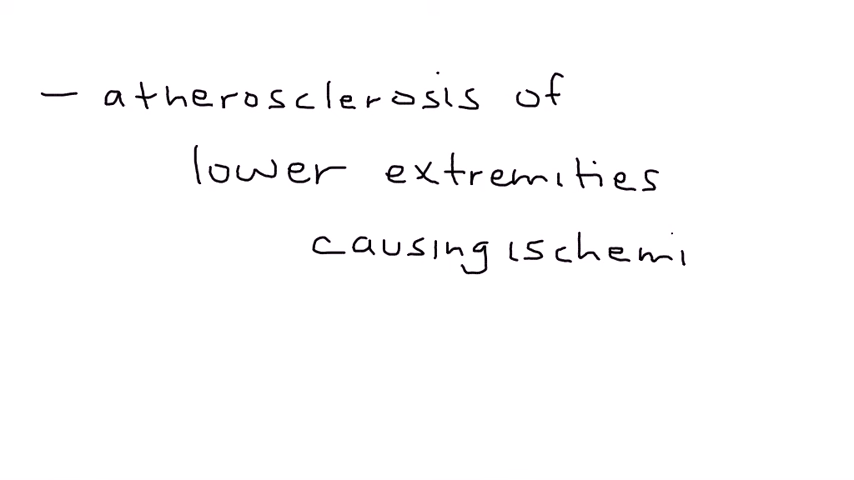 - atherosclerosis of
lower extremities
causing ischemi